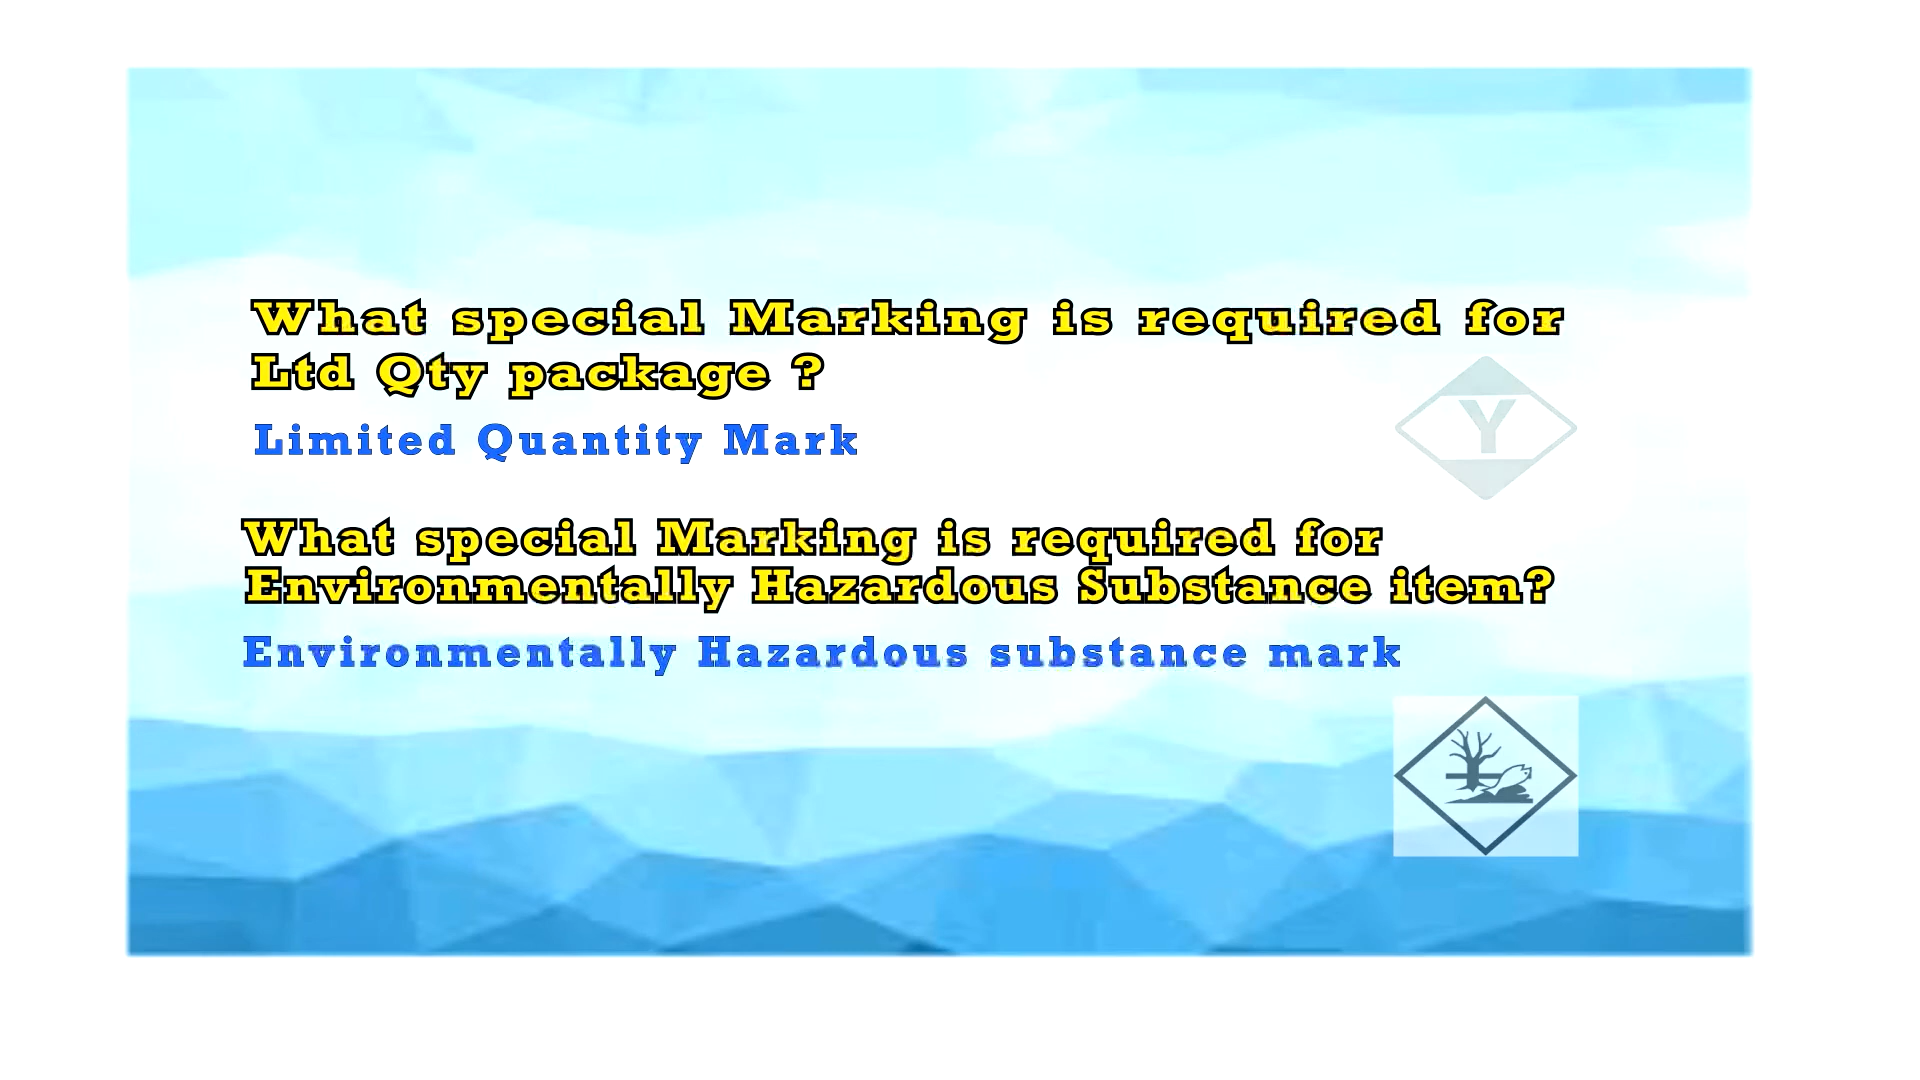 What special Marking is required for
Ltd Qty package ?
Y
Limited Quantity Mark
What special Marking is required for
Environmentally Hazardous Substance item?
Environmentally Hazardous substance mark